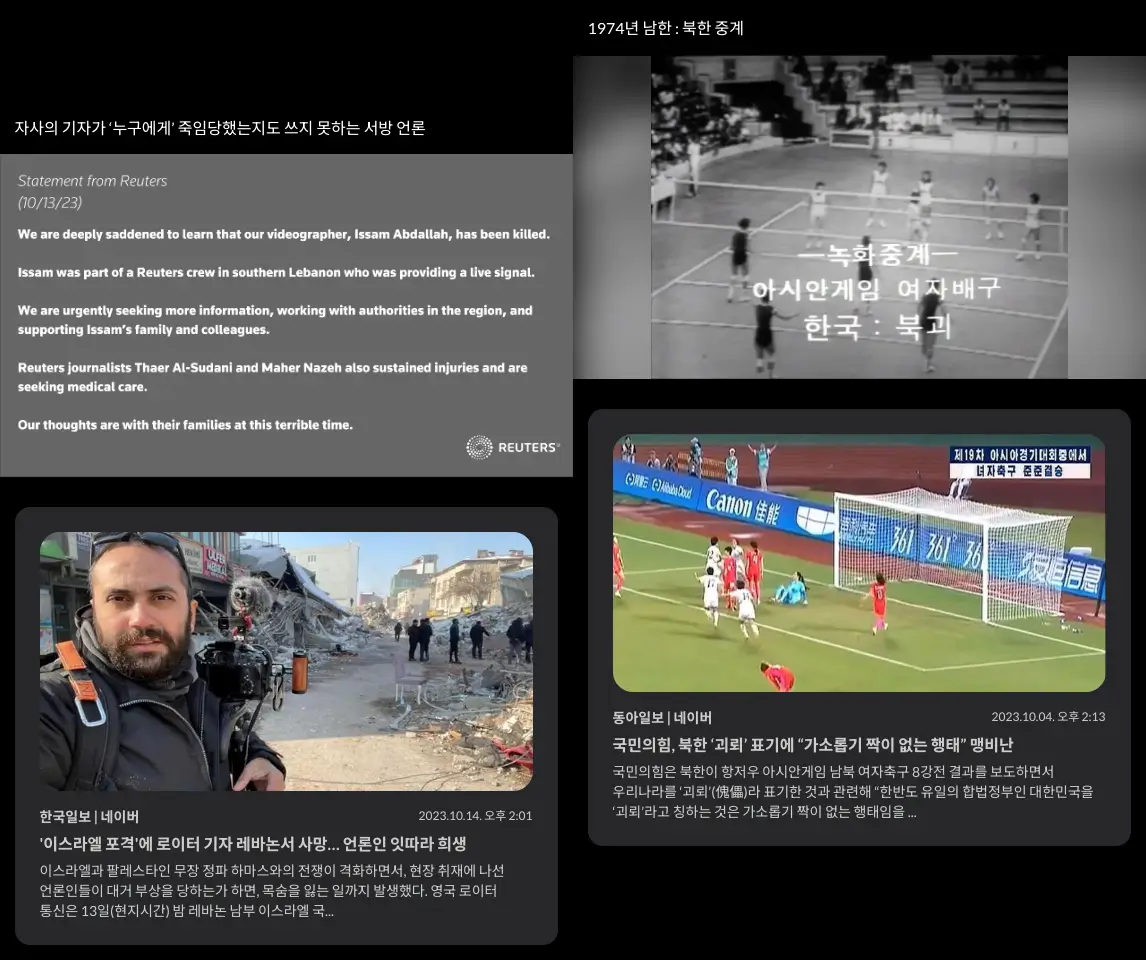 자사의 기자가 ‘누구에게’ 죽임당했는지도 쓰지 못하는 서방 언론
Statement from Reuters
(10/13/23)
We are deeply saddened to learn that our videographer, Issam Abdallah, has been killed.
Issam was part of a Reuters crew in southern Lebanon who was providing a live signal.
We are urgently seeking more information, working with authorities in the region, and
supporting Issam’s family and colleagues.
Reuters journalists Thaer Al-Sudani and Maher Nazeh also sustained injuries and are
seeking medical care.
Our thoughts are with their families at this terrible time.
REUTERS
한국일보 | 네이버
2023.10.14. 오후 2:01
'이스라엘 포격'에 로이터 기자 레바논서 사망... 언론인 잇따라 희생
이스라엘과 팔레스타인 무장 정파 하마스와의 전쟁이 격화하면서, 현장 취재에 나선
언론인들이 대거 부상을 당하는가 하면, 목숨을 잃는 일까지 발생했다. 영국 로이터
통신은 13일(현지시간) 밤 레바논 남부 이스라엘 국...
1974년 남한 : 북한 중계
—녹화중계—
아시안게임 여자배구
한국 : 북괴
제19차 아시아경기대회중에서
녀자축구 준준결승
Alibaba Cloud
Canon 佳能
361
361
동아일보 | 네이버
2023.10.04. 오후 2:13
국민의힘, 북한 ‘괴뢰’ 표기에 “가소롭기 짝이 없는 행태” 맹비난
국민의힘은 북한이 항저우 아시안게임 남북 여자축구 8강전 결과를 보도하면서
우리나라를 ‘괴뢰’(傀儡)라 표기한 것과 관련해 “한반도 유일의 합법정부인 대한민국을
‘괴뢰’라고 칭하는 것은 가소롭기 짝이 없는 행태임을 ...